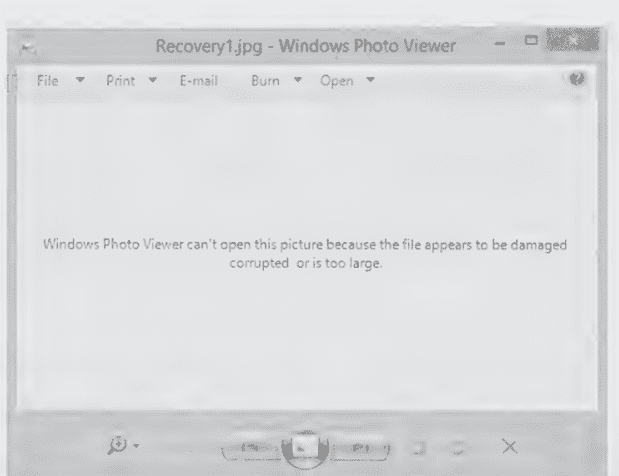 Recovery1.jpg - Windows Photo Viewer
File Print E-mail Burn Open
Windows Photo Viewer can't open this picture because the file appears to be damaged
corrupted or is too large.